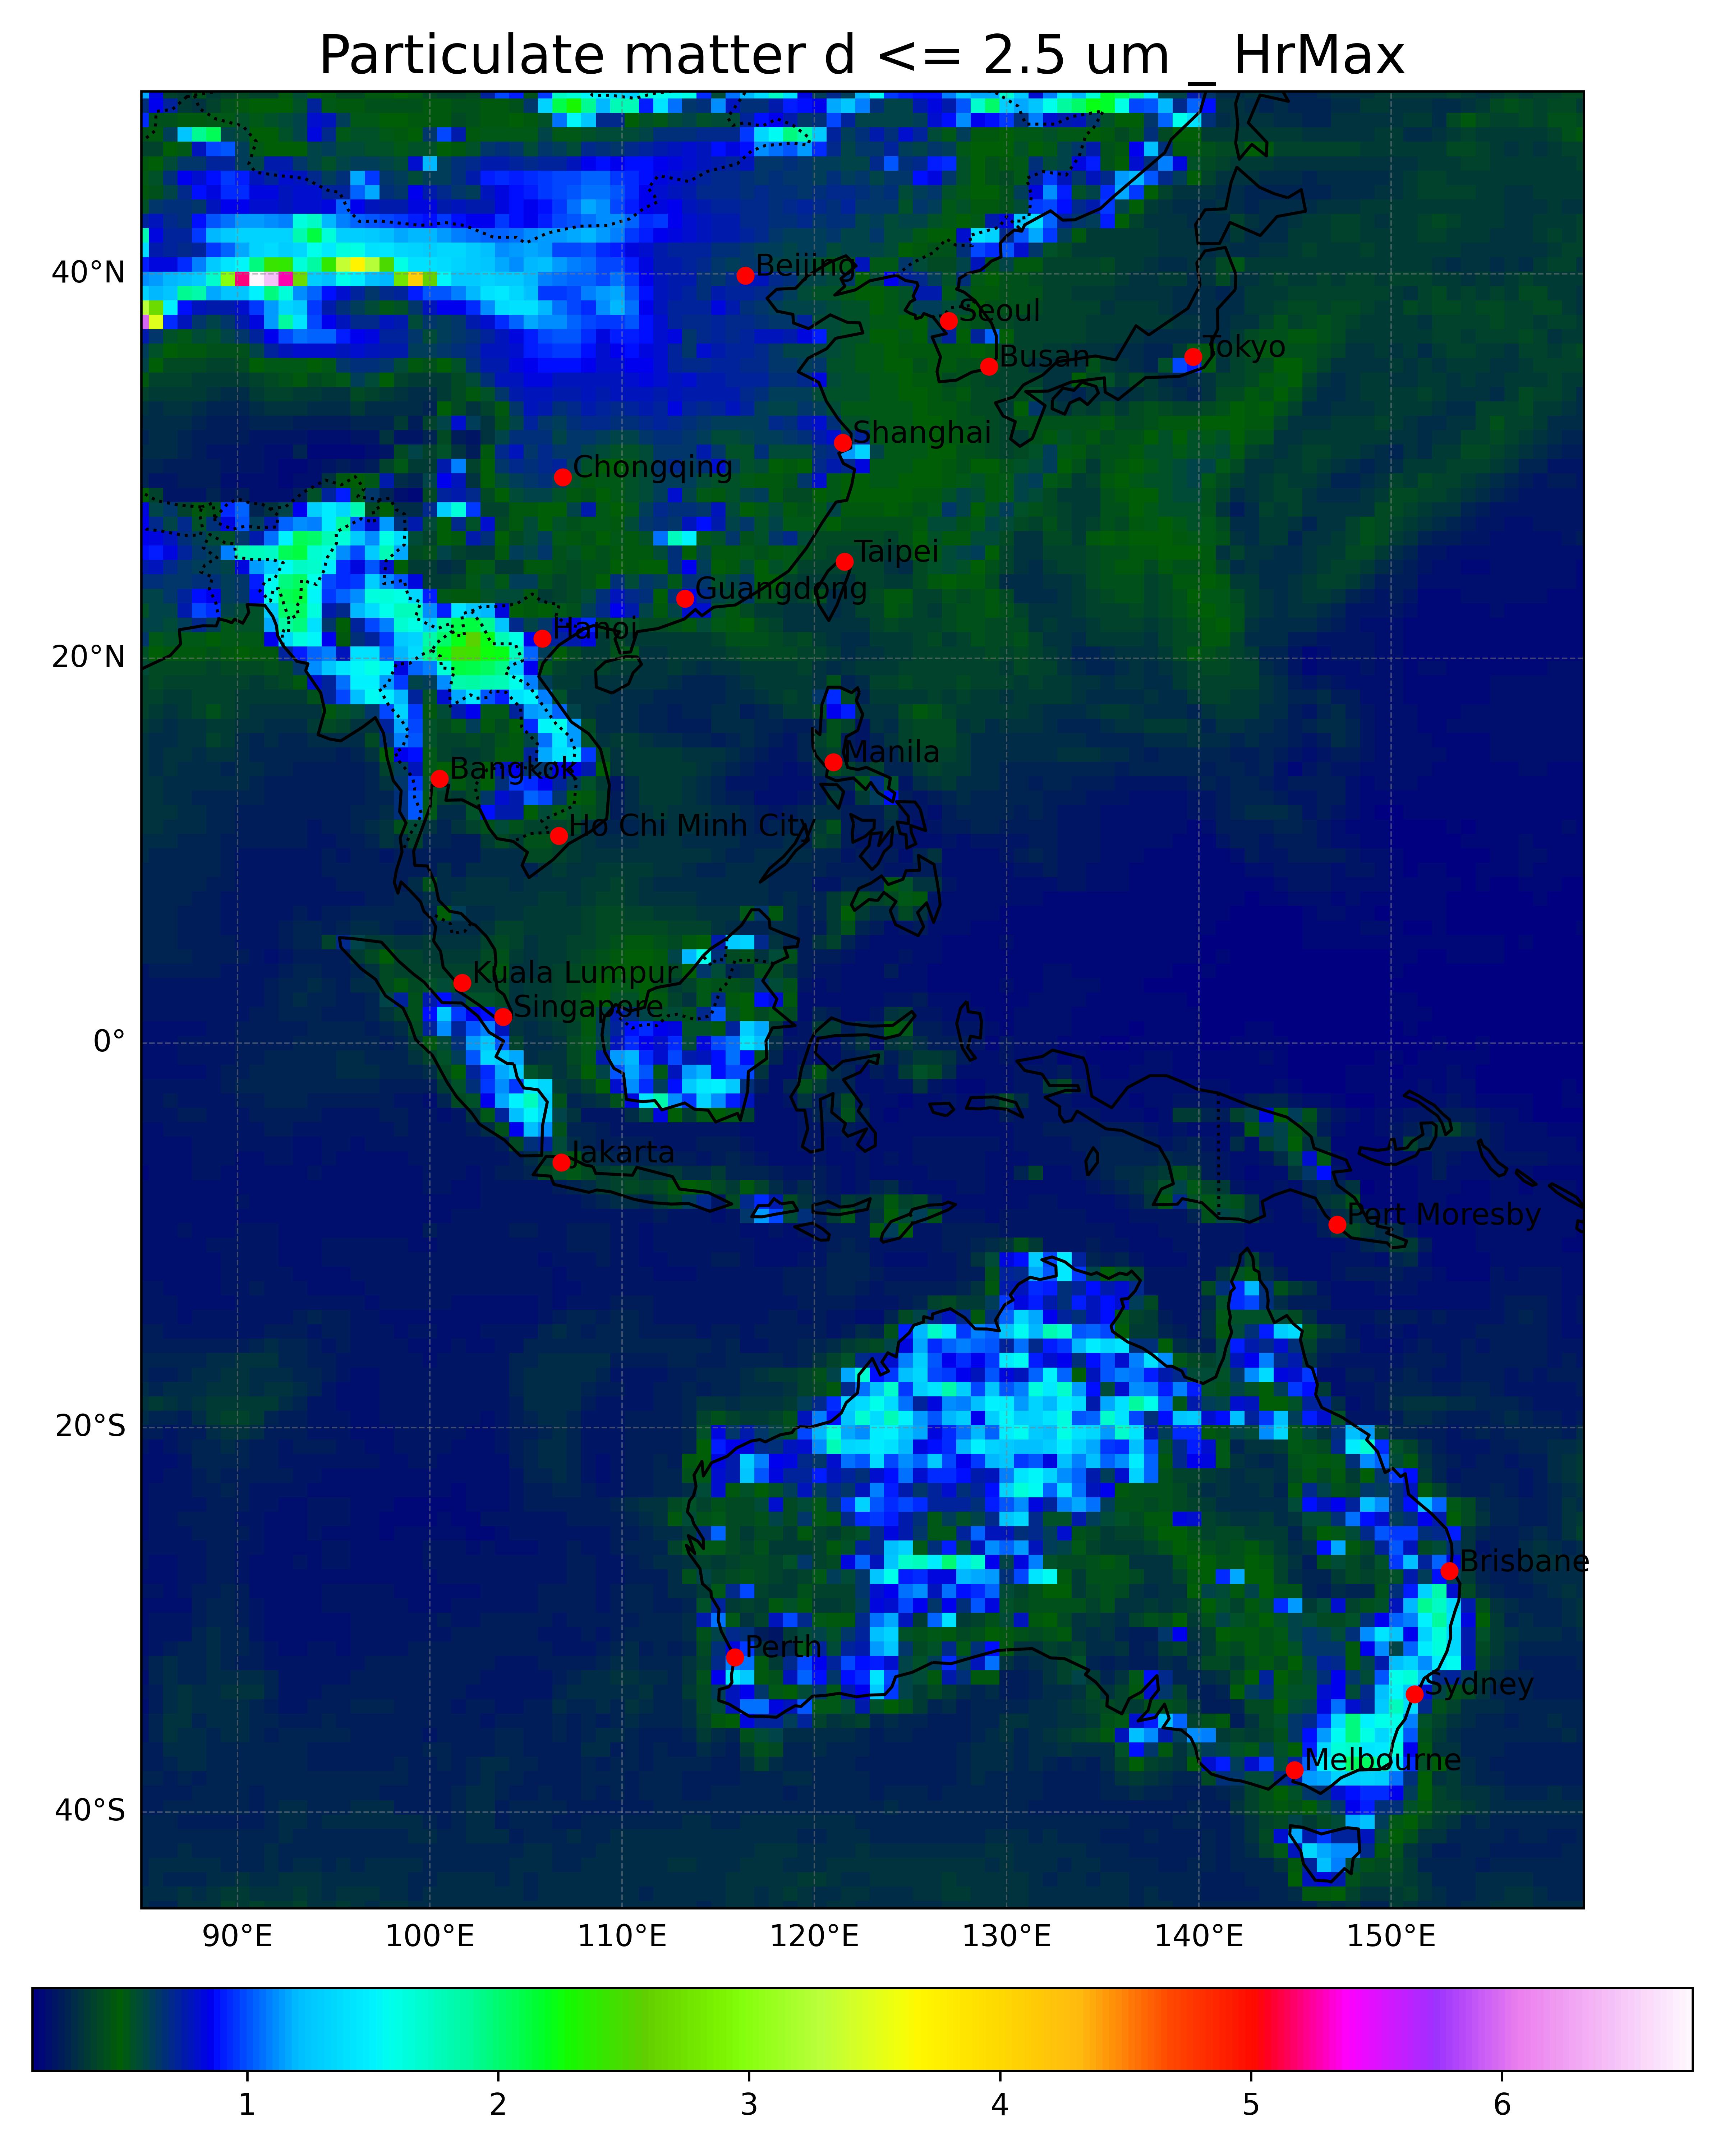 Particulate matter d <= 2.5 um _ HrMax
40°N
Beijing
Seoul
Tokyo
Busan
Shanghai
Chongqing
Taipei
Guangdong
Hanoi
20°N
Manila
Bangkok
Ho Chi Minh City
Kuala Lumpur
Singapore
0°
Jakarta
Port Moresby
20°S
Brisbane
Perth
Sydney
Melbourne
40°S
90°E 100°E 110°E 120°E 130°E 140°E 150°E
1 2 3 4 5 6